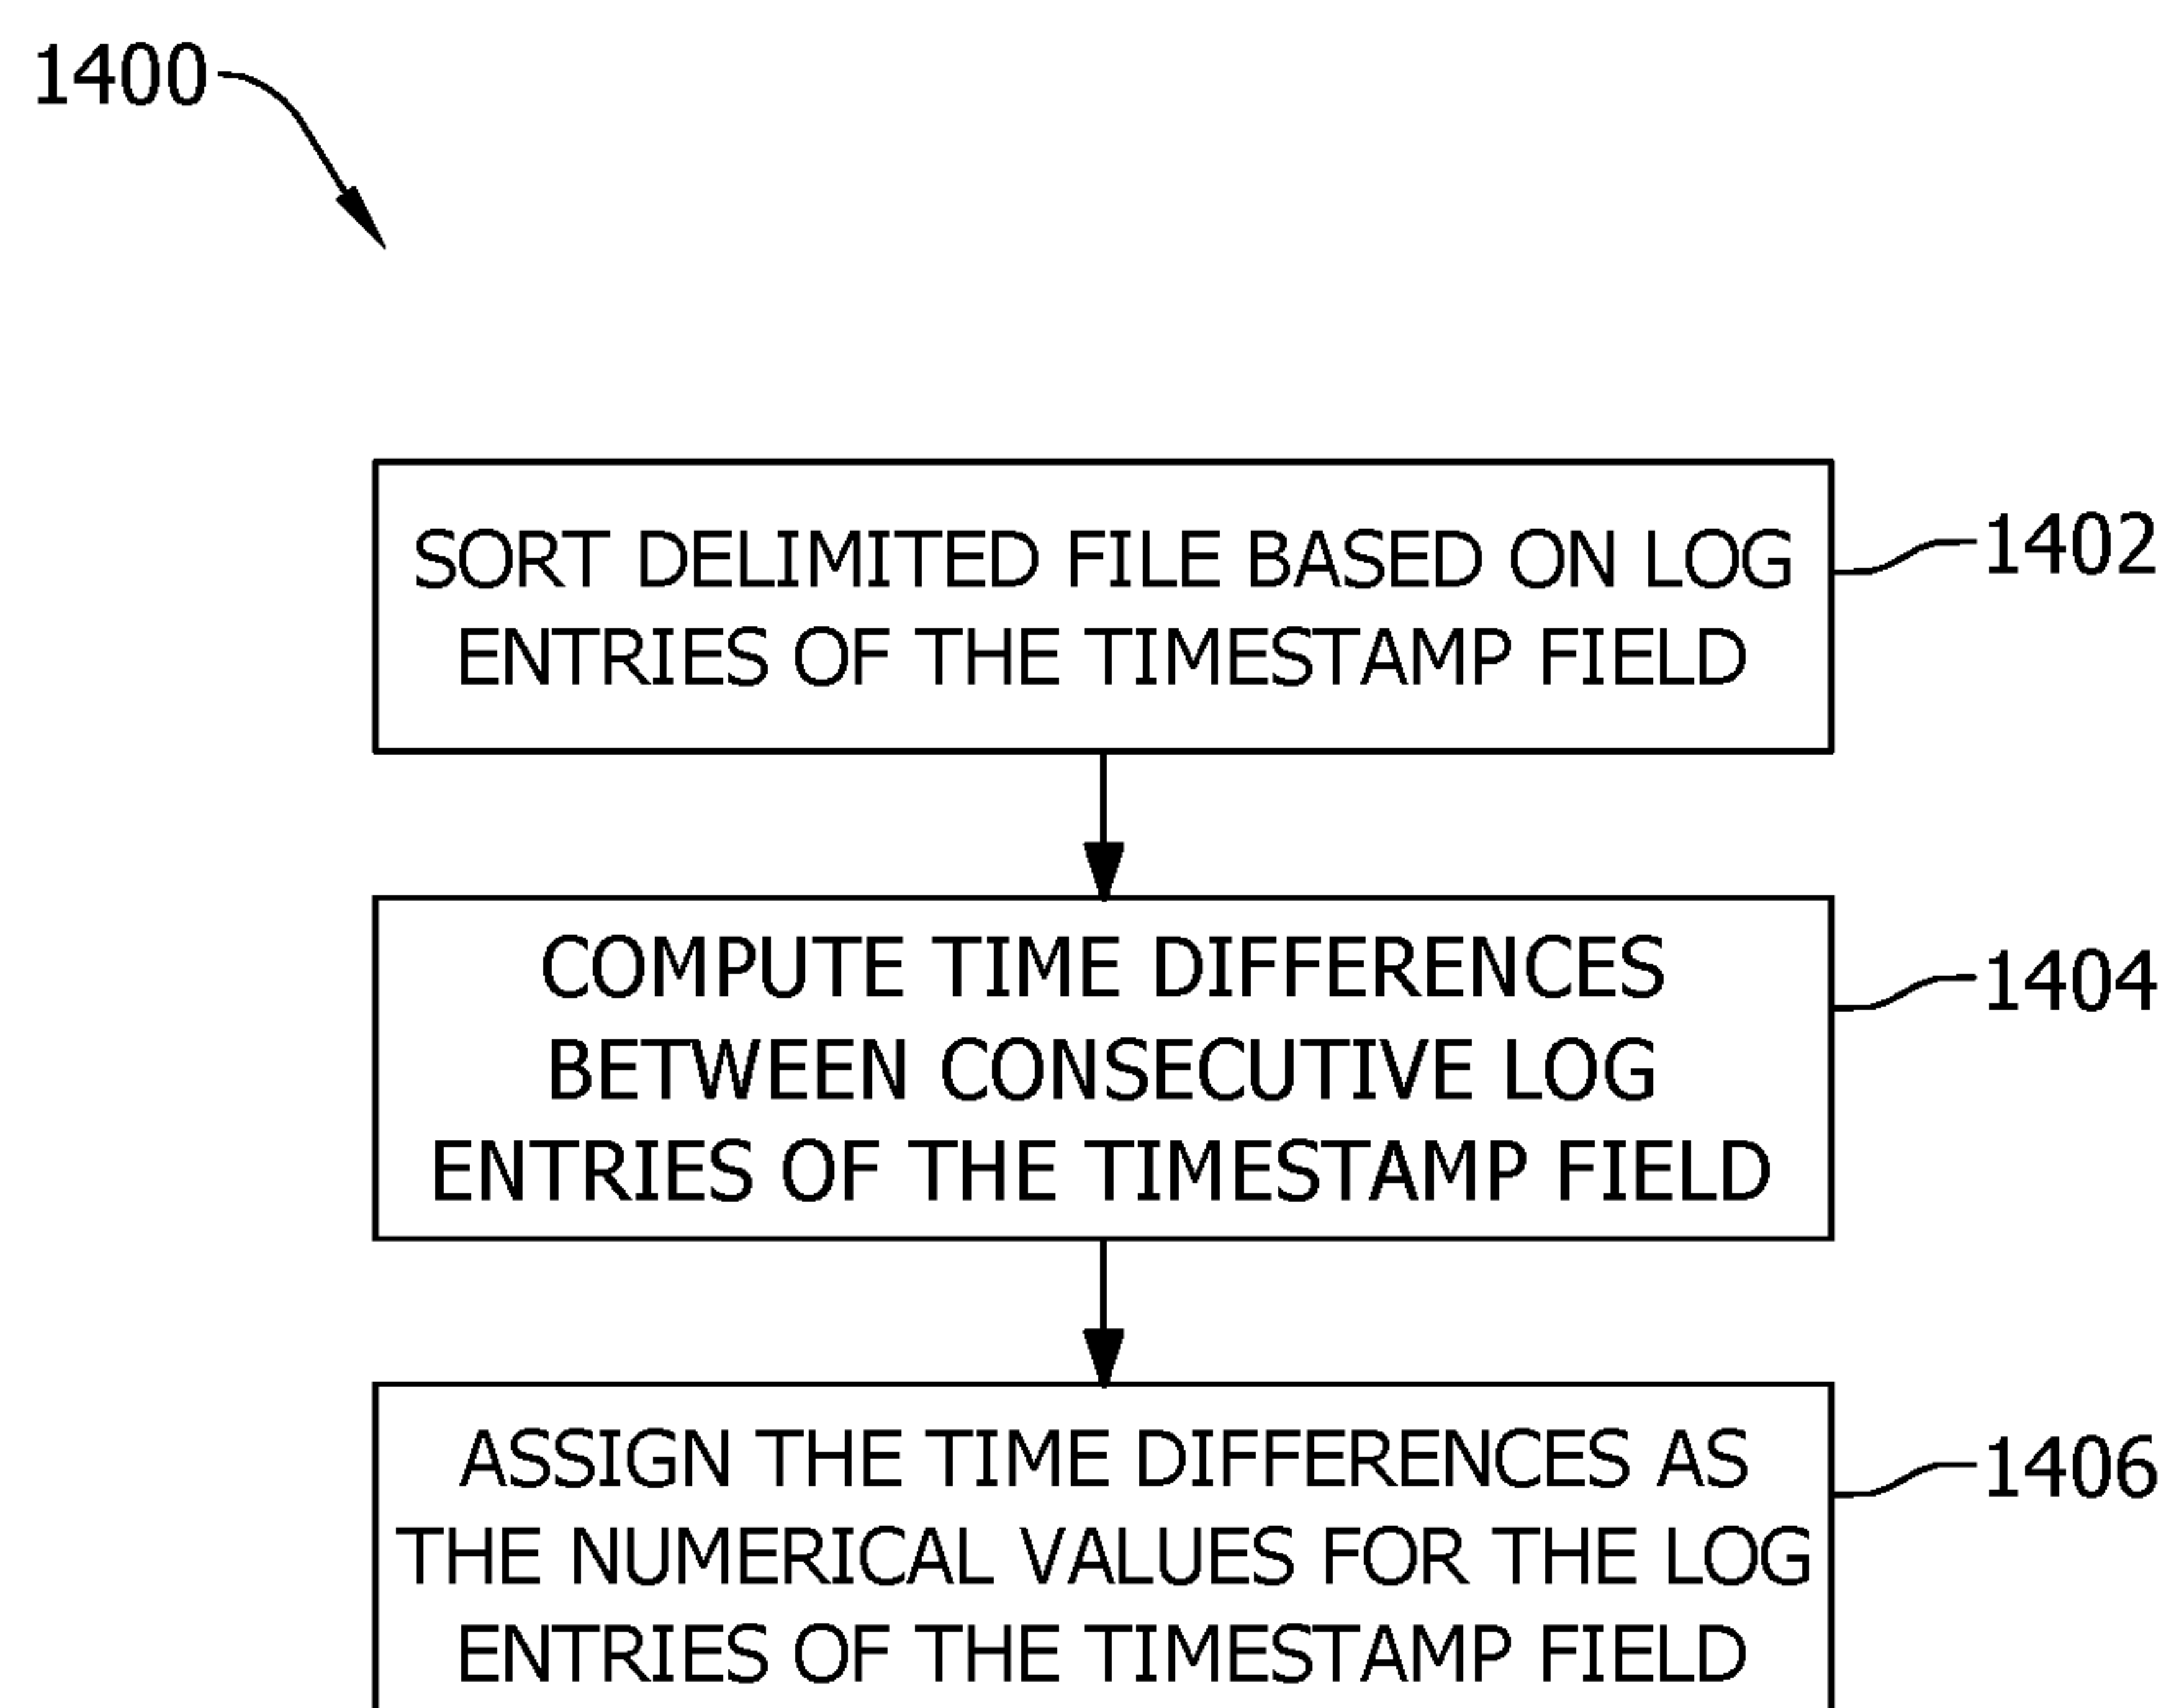 1400
SORT DELIMITED FILE BASED ON LOG
ENTRIES OF THE TIMESTAMP FIELD
1402
COMPUTE TIME DIFFERENCES
BETWEEN CONSECUTIVE LOG
ENTRIES OF THE TIMESTAMP FIELD
1404
ASSIGN THE TIME DIFFERENCES AS
THE NUMERICAL VALUES FOR THE LOG
ENTRIES OF THE TIMESTAMP FIELD
1406